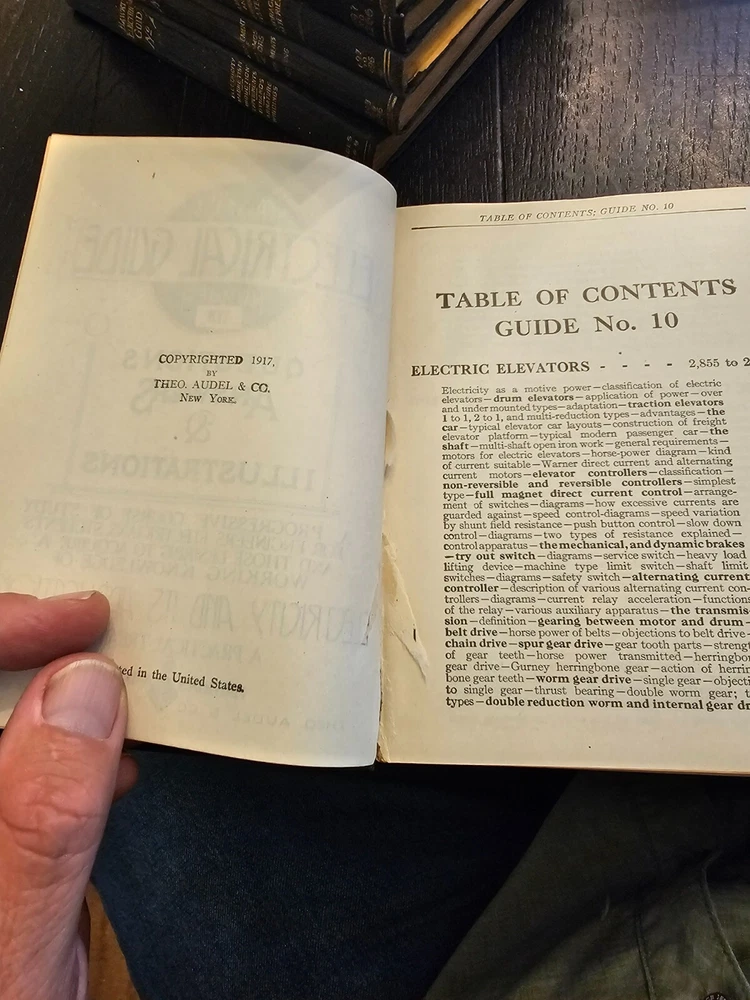 COPYRIGHTED 1917,
BY
THEO. AUDEL & CO.
NEW YORK.
in the United States.
TABLE OF CONTENTS; GUIDE NO. 10
TABLE OF CONTENTS
GUIDE No. 10
ELECTRIC ELEVATORS - - - - 2,855 to
Electricity as a motive power—classification of electric
elevators—drum elevators—application of power—over
and under mounted types—adaptation—traction elevators
1 to 1, 2 to 1, and multi-reduction types—advantages—the
car—typical elevator car layouts—construction of freight
elevator platform—typical modern passenger car—the
shaft—multi-shaft open iron work—general requirements—
motors for electric elevators—horse-power diagram—kind
of current suitable—Warner direct current and alternating
current motors—elevator controllers—classification—
non-reversible and reversible controllers—simplest
type—full magnet direct current control—arrange-
ment of switches—diagrams—how excessive currents are
guarded against—speed control-diagrams—speed variation
by shunt field resistance—push button control—slow down
control—diagrams—two types of resistance explained—
control apparatus—the mechanical, and dynamic brakes
—try out switch—diagrams—service switch—heavy load
lifting device—machine type limit switch—shaft limit
switches—diagrams—safety switch—alternating current
controller—description of various alternating current con-
trollers—diagrams—current relay acceleration—functions
of the relay—various auxiliary apparatus—the transmis-
sion—definition—gearing between motor and drum—
belt drive—horse power of belts—objections to belt drive—
chain drive—spur gear drive—gear tooth parts—
of gear teeth—horse power transmitted—
gear drive—Gurney herringbone gear—action of
bone gear teeth—worm gear drive—single gear—
to single gear—thrust bearing—double worm gear;
types—double reduction worm and internal gear